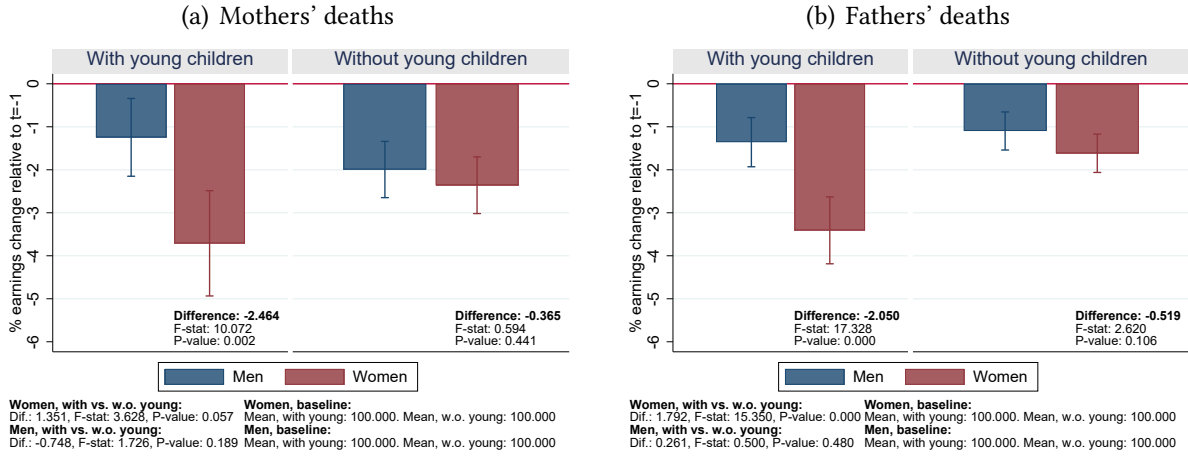 (a) Mothers' deaths
With young children
Without young children
% earnings change relative to t=-1
0
-1
-2
-3
-4
-5
-6
Difference: -2.464
F-stat: 10.072
P-value: 0.002
Difference: -0.365
F-stat: 0.594
P-value: 0.441
Men
Women
Women, with vs. w.o. young:
Dif.: 1.351, F-stat: 3.628, P-value: 0.057
Men, with vs. w.o. young:
Dif.: -0.748, F-stat: 1.726, P-value: 0.189
Women, baseline:
Mean, with young: 100.000. Mean, w.o. young: 100.000
Men, baseline:
Mean, with young: 100.000. Mean, w.o. young: 100.000
(b) Fathers' deaths
With young children
Without young children
% earnings change relative to t=-1
0
-1
-2
-3
-4
-5
-6
Difference: -2.050
F-stat: 17.328
P-value: 0.000
Difference: -0.519
F-stat: 2.620
P-value: 0.106
Men
Women
Women, with vs. w.o. young:
Dif.: 1.792, F-stat: 15.350, P-value: 0.000
Men, with vs. w.o. young:
Dif.: 0.261, F-stat: 0.500, P-value: 0.480
Women, baseline:
Mean, with young: 100.000. Mean, w.o. young: 100.000
Men, baseline:
Mean, with young: 100.000. Mean, w.o. young: 100.000